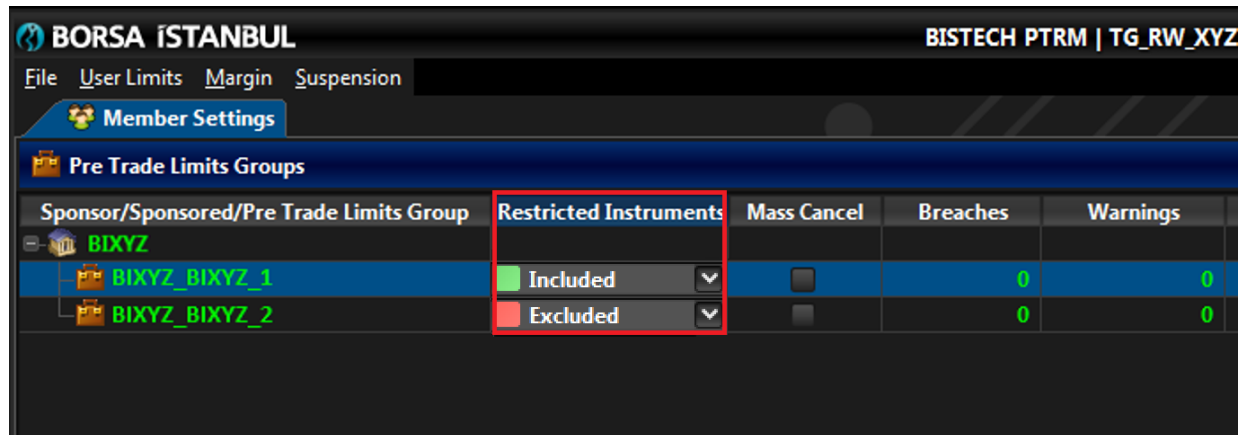 BORSA İSTANBUL BISTECH PTRM | TG_RW_XYZ
File User Limits Margin Suspension
Member Settings
Pre Trade Limits Groups
Sponsor/Sponsored/Pre Trade Limits Group Restricted Instruments Mass Cancel Breaches Warnings
BIXYZ
BIXYZ_BIXYZ_1 Included 0 0
BIXYZ_BIXYZ_2 Excluded 0 0